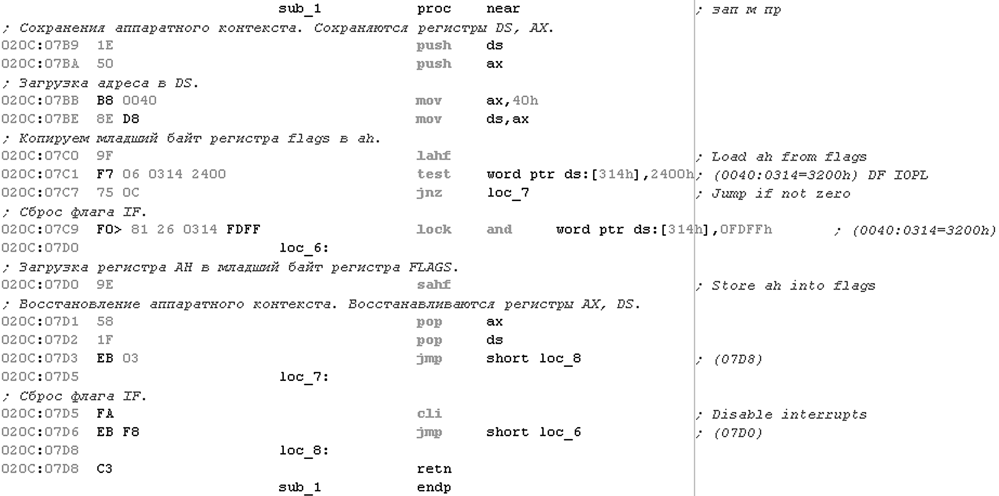 sub_1 proc near ; зап м пр
; Сохранения аппаратного контекста. Сохраняются регистры DS, AX.
020C:07B9 1E push ds
020C:07BA 50 push ax
; Загрузка адреса в DS.
020C:07BB B8 0040 mov ax,40h
020C:07BE 8E D8 mov ds,ax
; Копируем младший байт регистра flags в ah.
020C:07C0 9F lahf ; Load ah from flags
020C:07C1 F7 06 0314 2400 test word ptr ds:[314h],2400h; (0040:0314=3200h) DF IOPL
020C:07C7 75 0C jnz loc_7 ; Jump if not zero
; Сброс флага IF.
020C:07C9 F0> 81 26 0314 FDFF lock and word ptr ds:[314h],0FDFFh ; (0040:0314=3200h)
020C:07D0 loc_6:
; Загрузка регистра AH в младший байт регистра FLAGS.
020C:07D0 9E sahf ; Store ah into flags
; Восстановление аппаратного контекста. Восстанавливаются регистры AX, DS.
020C:07D1 58 pop ax
020C:07D2 1F pop ds
020C:07D3 EB 03 jmp short loc_8 ; (07D8)
020C:07D5 loc_7:
; Сброс флага IF.
020C:07D5 FA cli ; Disable interrupts
020C:07D6 EB F8 jmp short loc_6 ; (07D0)
020C:07D8 loc_8:
020C:07D8 C3 retn
sub_1 endp